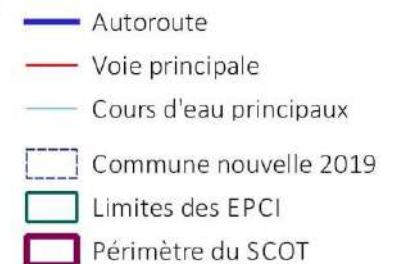 Autoroute
Voie principale
Cours d'eau principaux
Commune nouvelle 2019
Limites des EPCI
Périmètre du SCOT